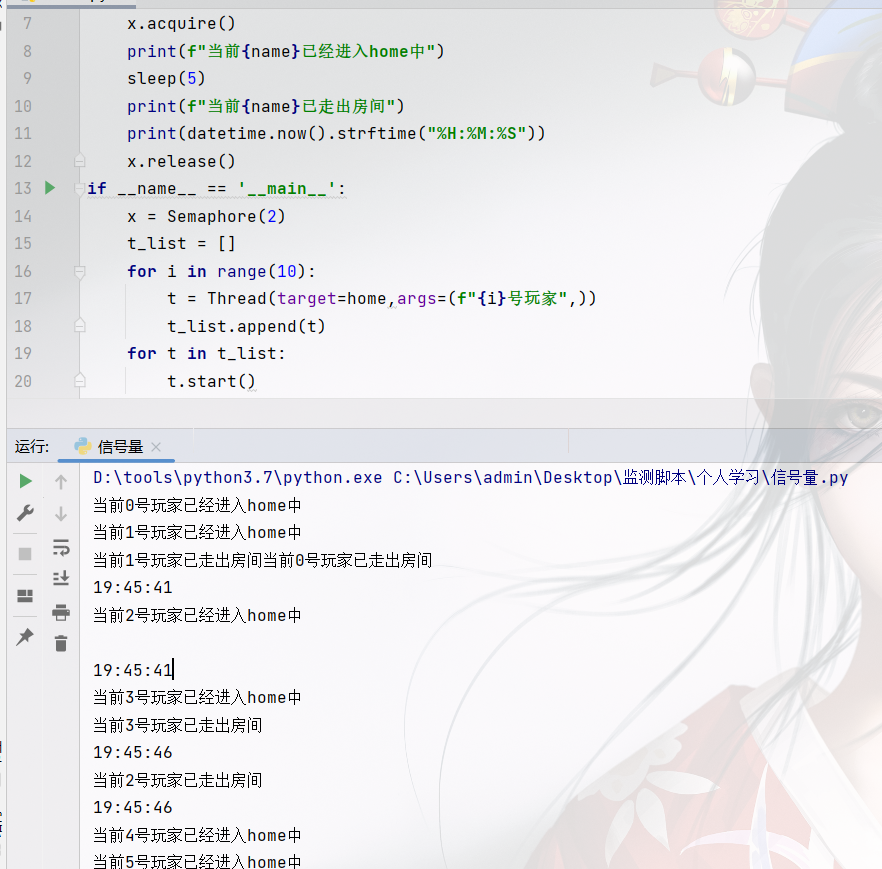 7 x.acquire()
8 print(f"当前{name}已经进入home中")
9 sleep(5)
10 print(f"当前{name}已走出房间")
11 print(datetime.now().strftime("%H:%M:%S"))
12 x.release()
13 if __name__ == '__main__':
14 x = Semaphore(2)
15 t_list = []
16 for i in range(10):
17 t = Thread(target=home,args=(f"{i}号玩家",))
18 t_list.append(t)
19 for t in t_list:
20 t.start()
运行: 信号量
D:\tools\python3.7\python.exe C:\Users\admin\Desktop\监测脚本\个人学习\信号量.py
当前0号玩家已经进入home中
当前1号玩家已经进入home中
当前1号玩家已走出房间当前0号玩家已走出房间
19:45:41
当前2号玩家已经进入home中
19:45:41
当前3号玩家已经进入home中
当前3号玩家已走出房间
19:45:46
当前2号玩家已走出房间
19:45:46
当前4号玩家已经进入home中
当前5号玩家已经进入home中